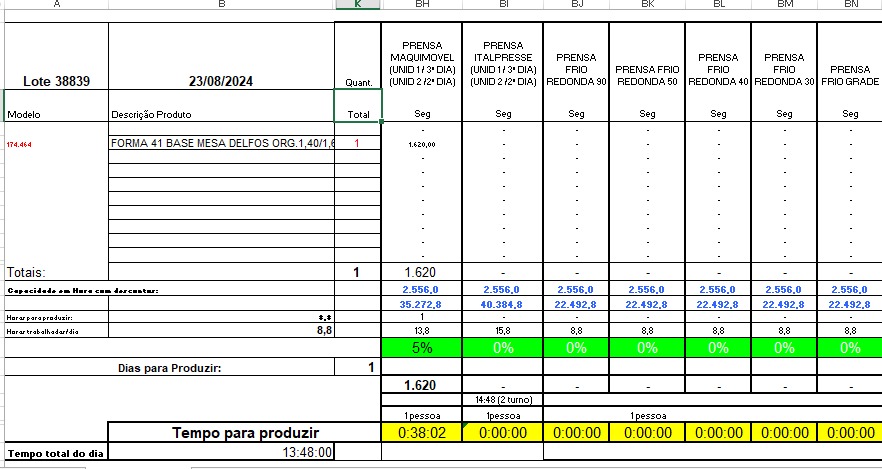 A B K BH BI BJ BK BL BM BN
Lote 38839 23/08/2024 Quant. PRENSA MAQUIMOVEL (UNID 1 / 3ª DIA) (UNID 2 /2ª DIA) PRENSA ITALPRESSE (UNID 1 / 3ª DIA) (UNID 2 /2ª DIA) PRENSA FRIO REDONDA 90 PRENSA FRIO REDONDA 50 PRENSA FRIO REDONDA 40 PRENSA FRIO REDONDA 30 PRENSA FRIO GRADE
Modelo Descrição Produto Total Seg Seg Seg Seg Seg Seg Seg
- - - - - - -
174.464 FORMA 41 BASE MESA DELFOS ORG.1,40/1,6 1 1.620,00 - - - - - -
- - - - - - -
- - - - - - -
- - - - - - -
- - - - - - -
- - - - - - -
- - - - - - -
- - - - - - -
- - - - - - -
Totais: 1 1.620 - - - - - -
Capacidade em Hora com descontos: 2.556,0 2.556,0 2.556,0 2.556,0 2.556,0 2.556,0 2.556,0
35.272,8 40.384,8 22.492,8 22.492,8 22.492,8 22.492,8 22.492,8
Horas para produzir: 8,8 1 - - - - - -
Horas trabalhadas/dia 8,8 13,8 15,8 8,8 8,8 8,8 8,8 8,8
5% 0% 0% 0% 0% 0% 0%
Dias para Produzir: 1
1.620 - - - - - -
14:48 (2 turno)
1pessoa 1pessoa 1pessoa
Tempo para produzir 0:38:02 0:00:00 0:00:00 0:00:00 0:00:00 0:00:00 0:00:00
Tempo total do dia 13:48:00